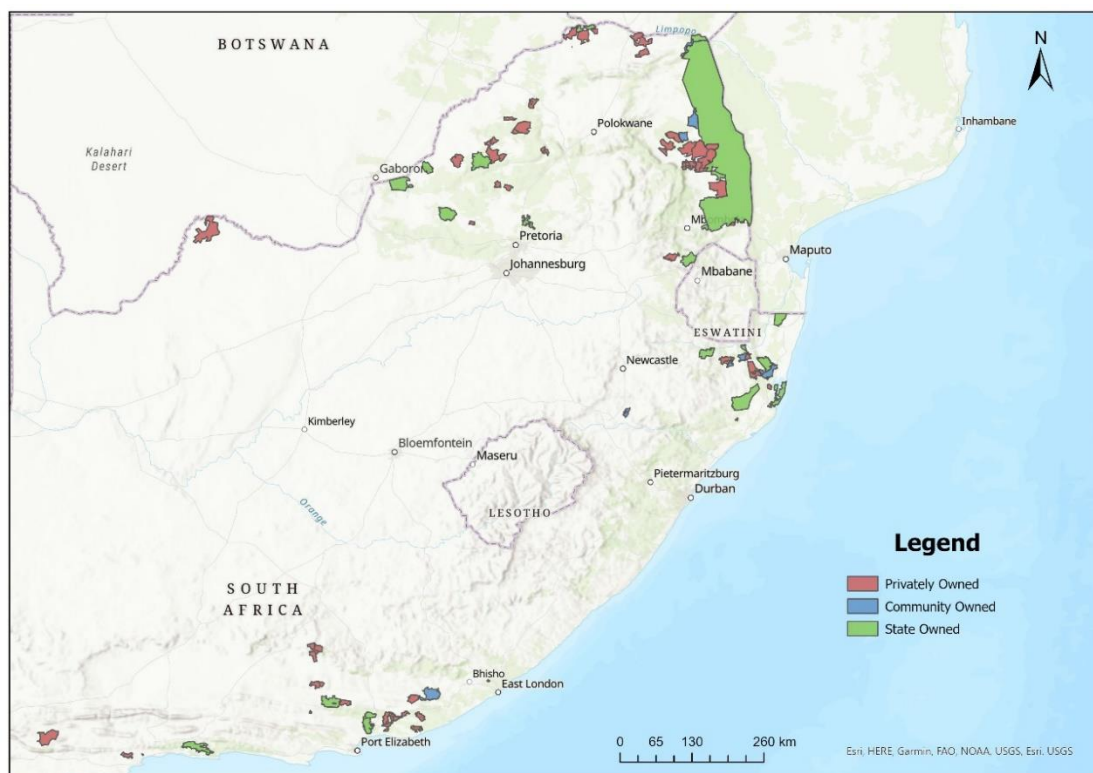 BOTSWANA
Limpopo
N
Polokwane
Inhambane
Kalahari
Desert
Gaboron
Mbombela
Pretoria
Maputo
Johannesburg
Mbabane
ESWATINI
Newcastle
Kimberley
Bloemfontein
Maseru
Pietermaritzburg
Durban
Orange
LESOTHO
Legend
Privately Owned
Community Owned
State Owned
SOUTH
AFRICA
Bhisho
East London
Port Elizabeth
0 65 130 260 km
Esri, HERE, Garmin, FAO, NOAA, USGS, Esri, USGS